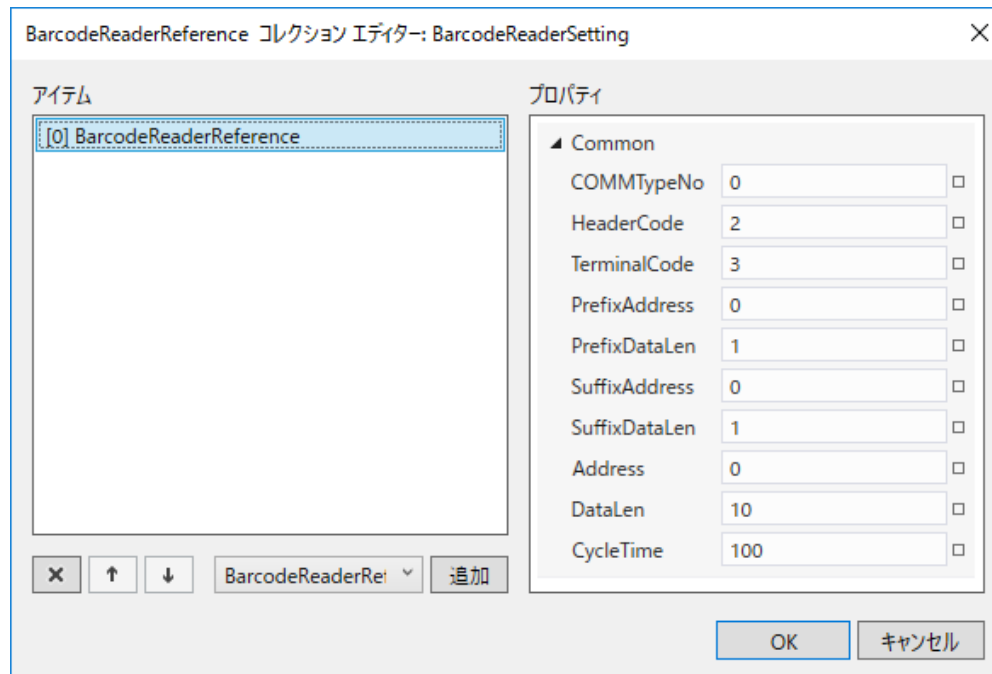 BarcodeReaderReference コレクション エディター: BarcodeReaderSetting
アイテム
[0] BarcodeReaderReference
BarcodeReaderRef
追加
プロパティ
Common
COMMTypeNo 0
HeaderCode 2
TerminalCode 3
PrefixAddress 0
PrefixDataLen 1
SuffixAddress 0
SuffixDataLen 1
Address 0
DataLen 10
CycleTime 100
OK
キャンセル